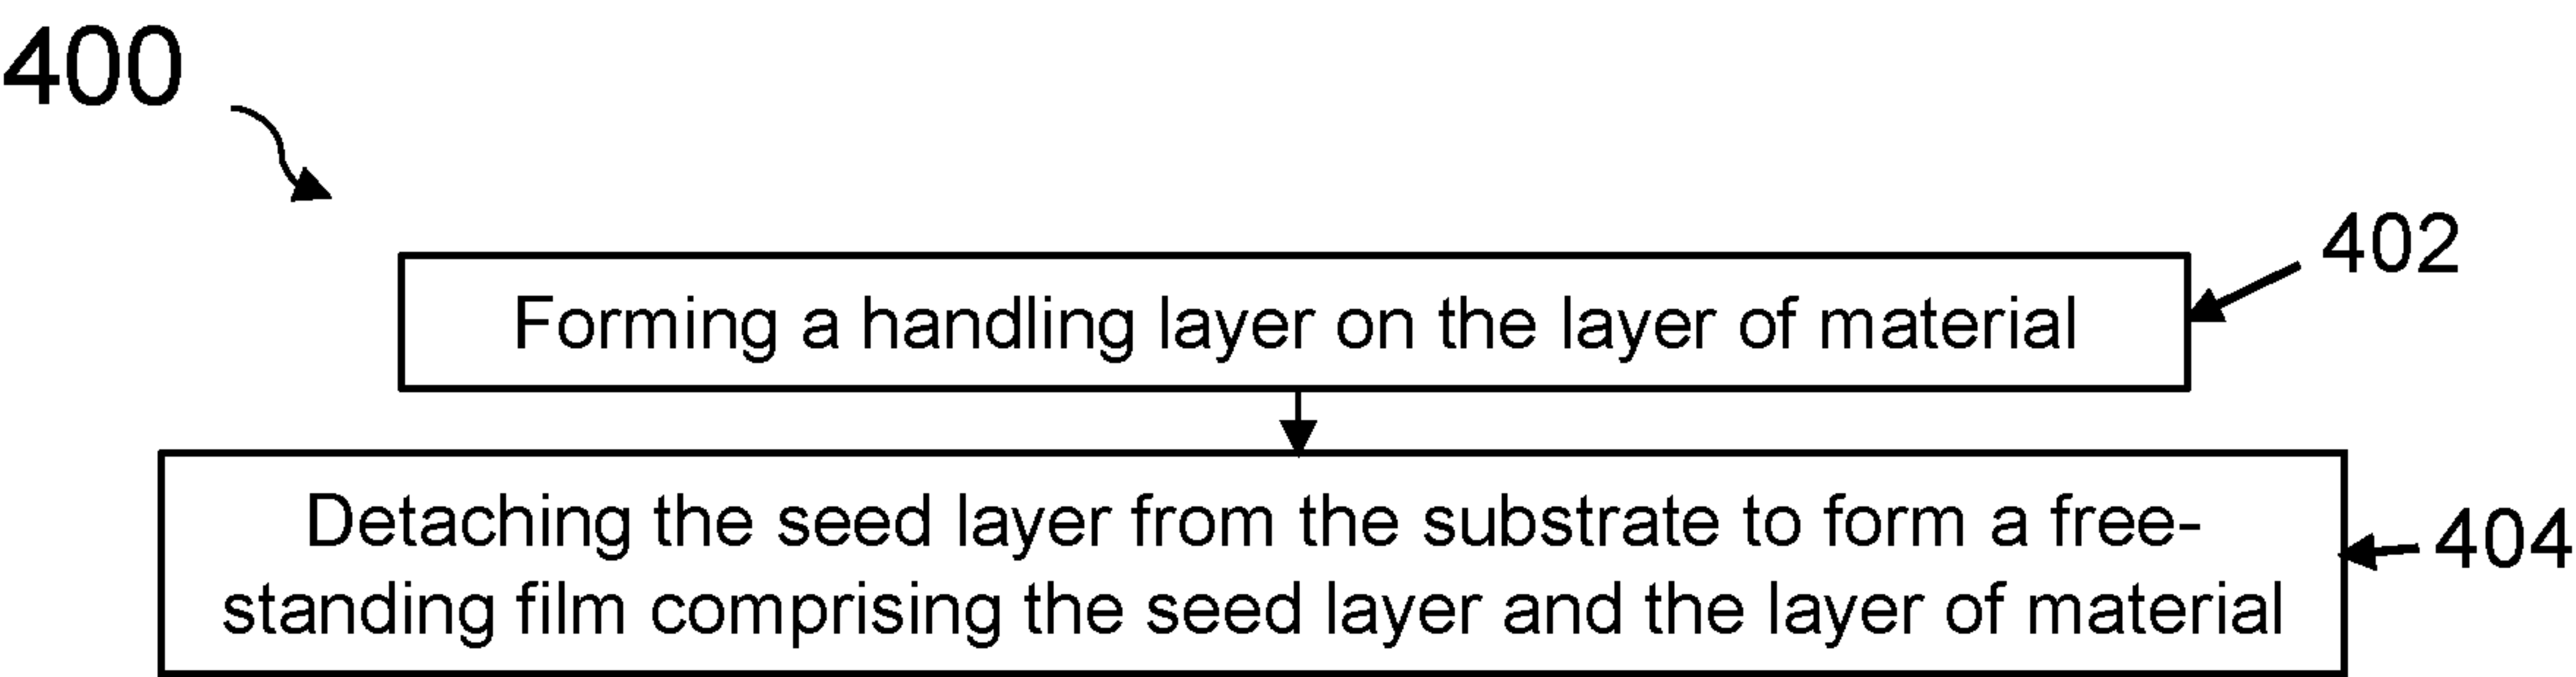 400
402
Forming a handling layer on the layer of material
Detaching the seed layer from the substrate to form a free-
404
standing film comprising the seed layer and the layer of material